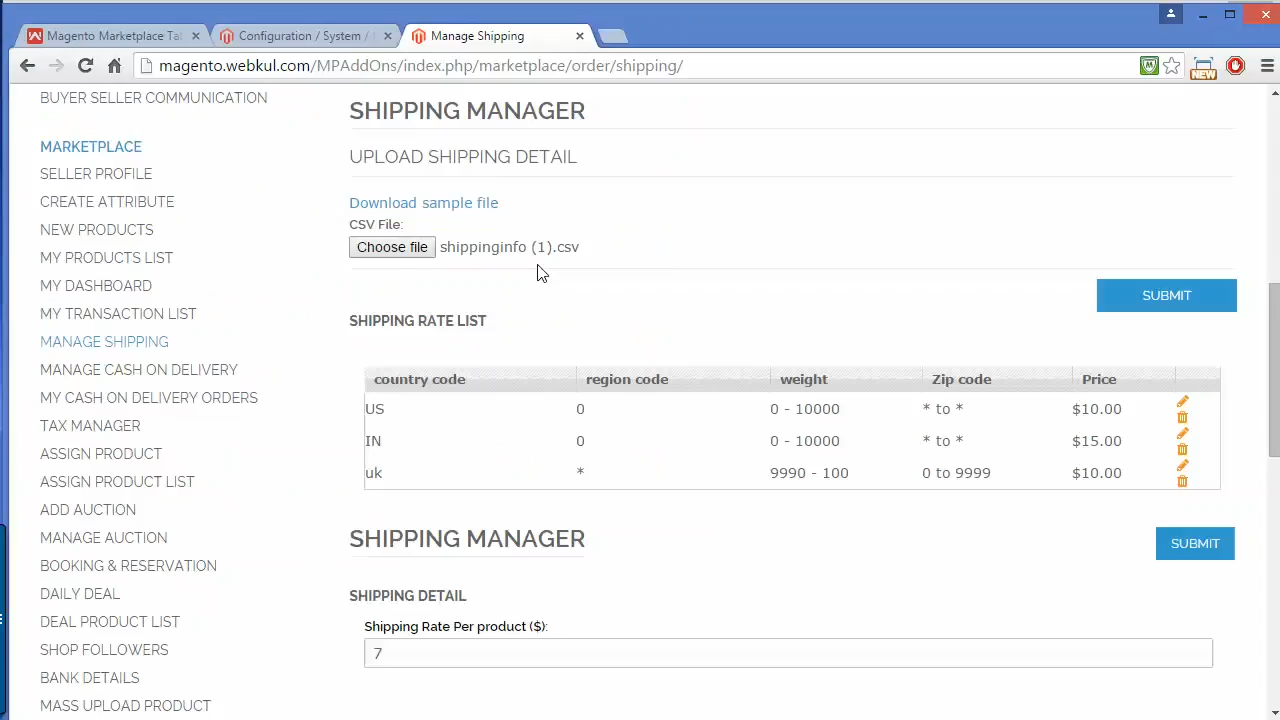 Magento Marketplace Ta
Configuration / System /
Manage Shipping
magento.webkul.com/MPAddOns/index.php/marketplace/order/shipping/
NEW
BUYER SELLER COMMUNICATION
MARKETPLACE
SELLER PROFILE
CREATE ATTRIBUTE
NEW PRODUCTS
MY PRODUCTS LIST
MY DASHBOARD
MY TRANSACTION LIST
MANAGE SHIPPING
MANAGE CASH ON DELIVERY
MY CASH ON DELIVERY ORDERS
TAX MANAGER
ASSIGN PRODUCT
ASSIGN PRODUCT LIST
ADD AUCTION
MANAGE AUCTION
BOOKING & RESERVATION
DAILY DEAL
DEAL PRODUCT LIST
SHOP FOLLOWERS
BANK DETAILS
MASS UPLOAD PRODUCT
SHIPPING MANAGER
UPLOAD SHIPPING DETAIL
Download sample file
CSV File:
Choose file shippinginfo (1).csv
SUBMIT
SHIPPING RATE LIST
country code region code weight Zip code Price
US 0 0 - 10000 * to * $10.00
IN 0 0 - 10000 * to * $15.00
uk * 9990 - 100 0 to 9999 $10.00
SHIPPING MANAGER
SUBMIT
SHIPPING DETAIL
Shipping Rate Per product ($):
7